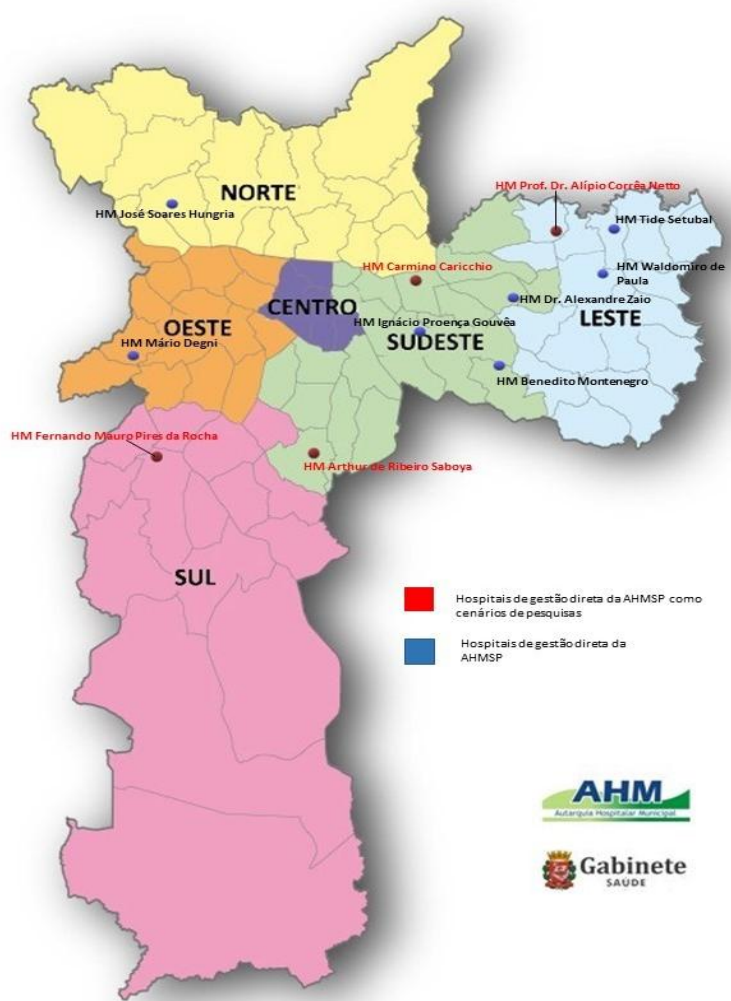 NORTE
HM José Soares Hungria
HM Prof. Dr. Alípio Corrêa Netto
HM Tide Setubal
HM Carmino Caricchio
HM Waldomiro de
Paula
CENTRO
HM Dr. Alexandre Zaio
OESTE
HM Ignácio Proença Gouvêa
LESTE
HM Mário Degni
SUDESTE
HM Benedito Montenegro
HM Fernando Mauro Pires da Rocha
HM Arthur de Ribeiro Saboya
SUL
Hospitais de gestão direta da AHMSP como
cenários de pesquisas
Hospitais de gestão direta da
AHMSP
AHM
Autarquia Hospitalar Municipal
Gabinete
SAÚDE